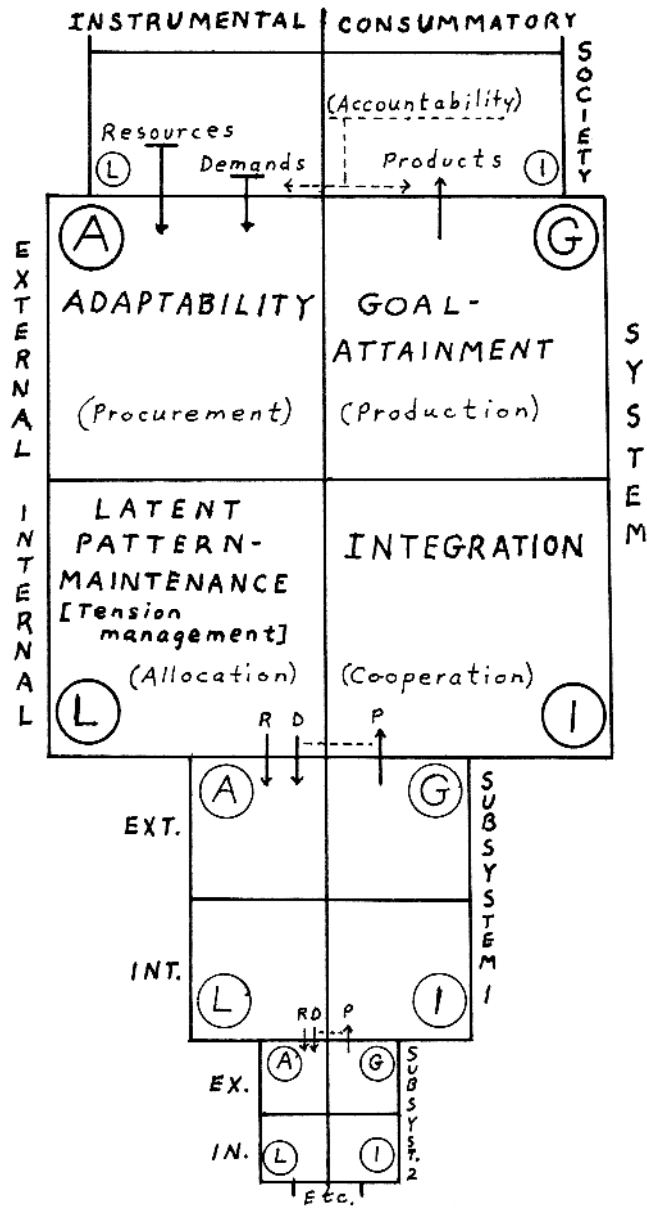 INSTRUMENTAL CONSUMMATORY
SOCIETY
(Accountability)
Resources
Demands Products
L I
A G
EXTERNAL
ADAPTABILITY GOAL-
ATTAINMENT
(Procurement) (Production)
SYSTEM
INTERNAL
LATENT
PATTERN-
MAINTENANCE
[Tension
management]
(Allocation)
INTEGRATION
(Cooperation)
L I
R D P
A G
EXT.
SUBSYSTEM 1
INT.
L I
R D P
A G
EX.
SUBSYST. 2
IN.
L I
Etc.